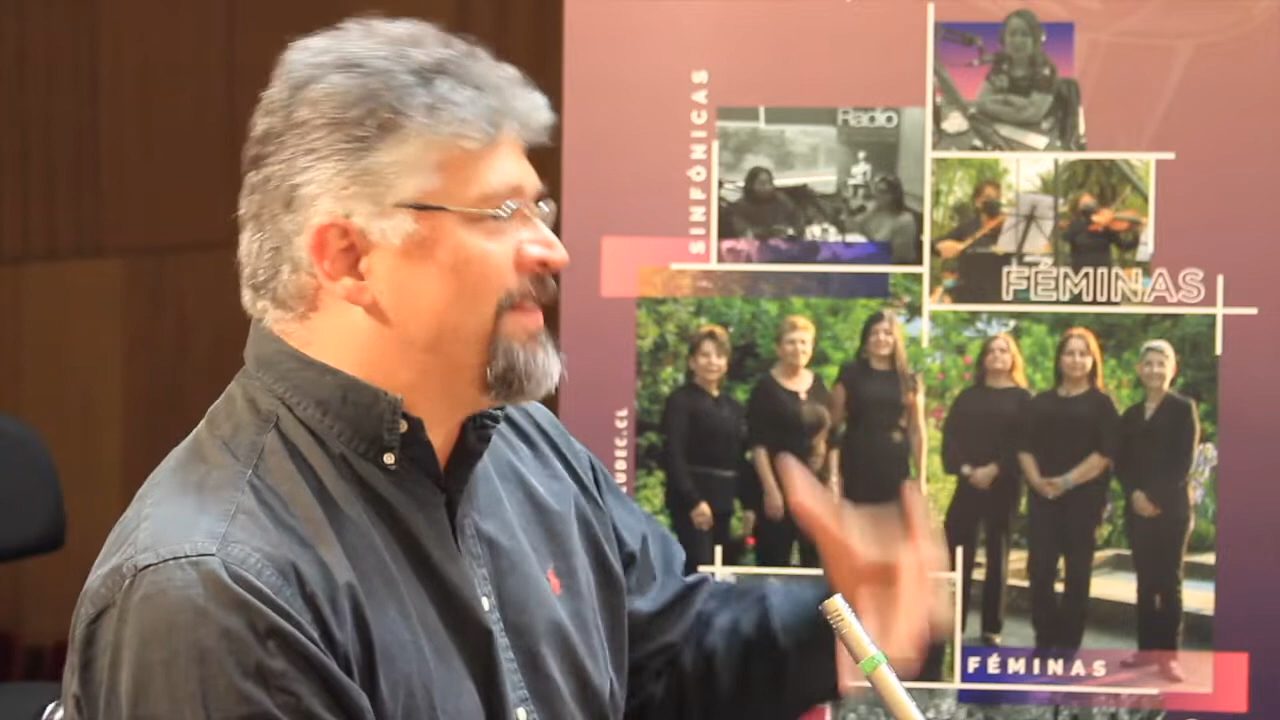 SINFÓNICAS
Radio
FÉMINAS
UDEC.CL
FÉMINAS